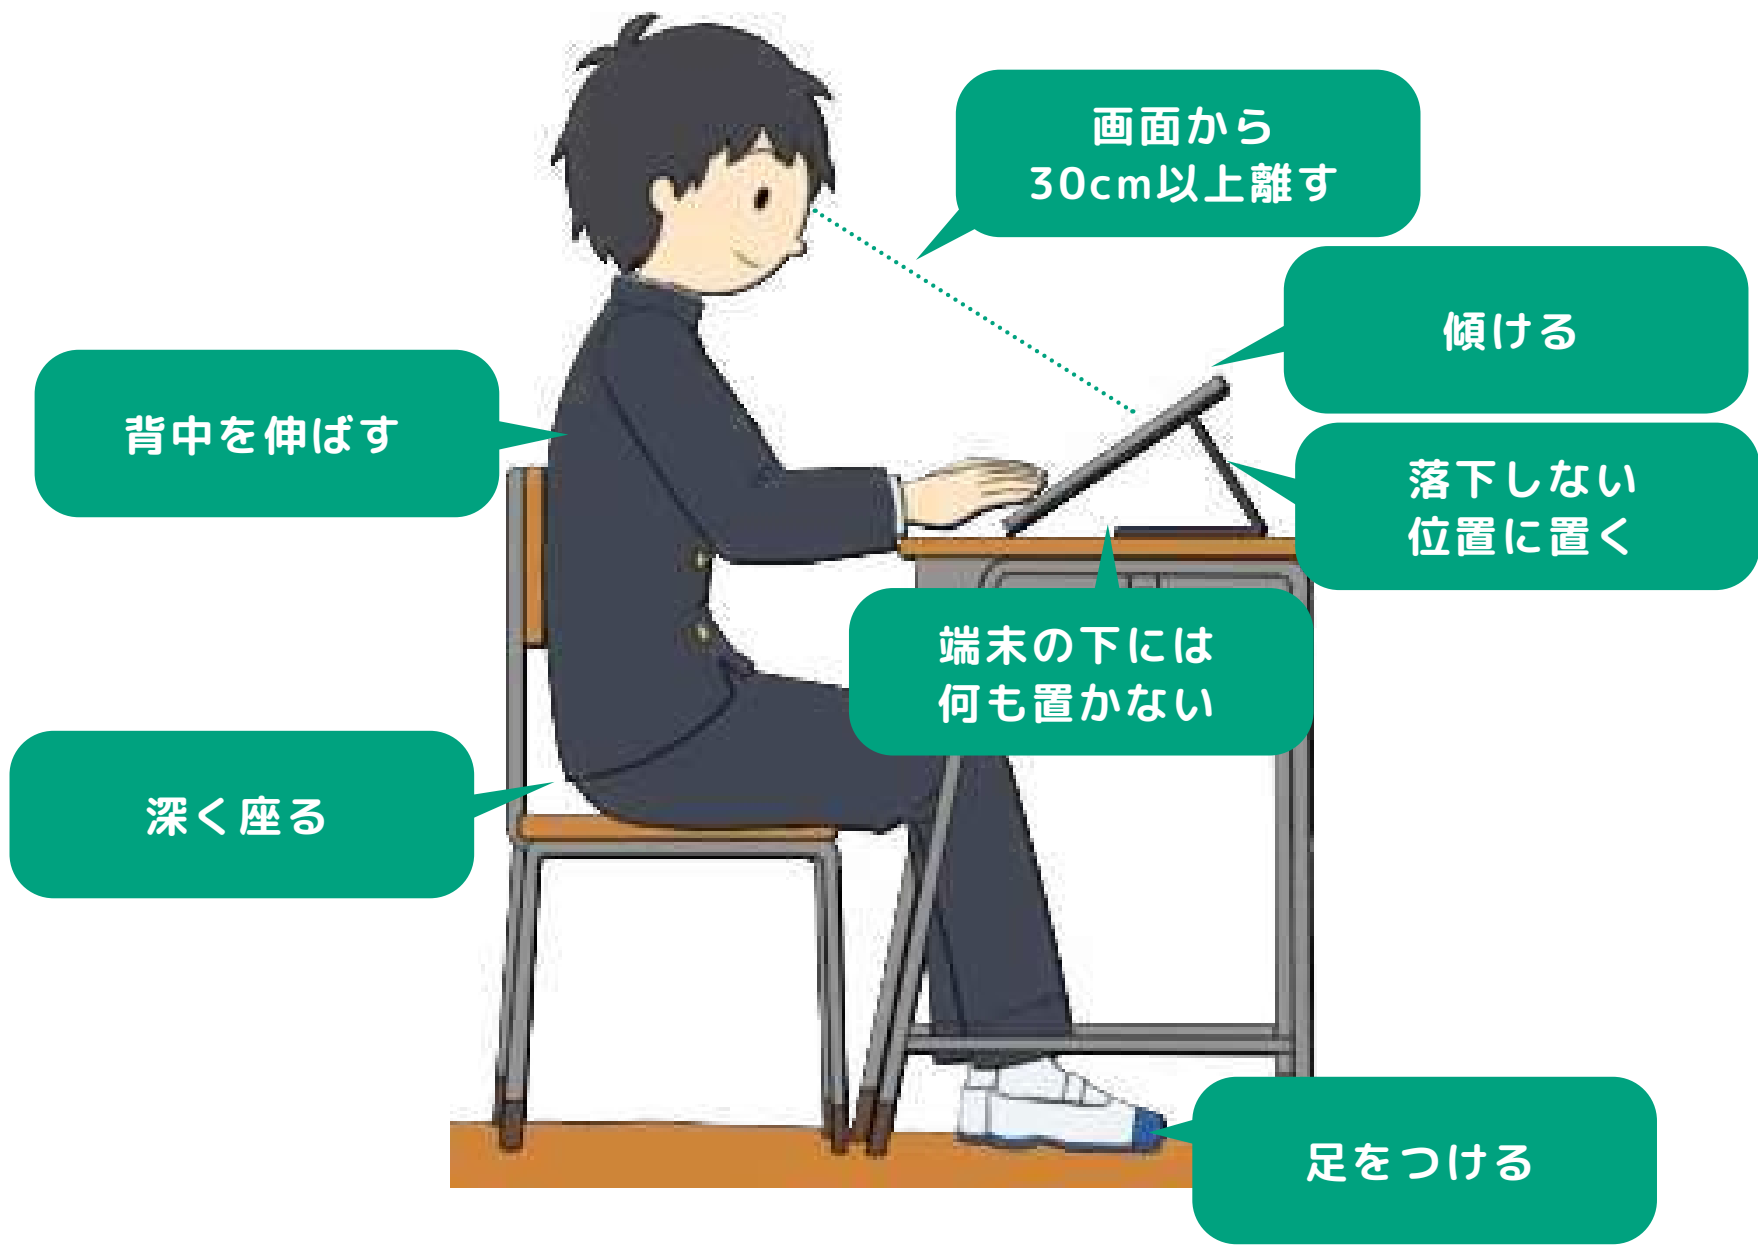 画面から
30cm以上離す
傾ける
背中を伸ばす
落下しない
位置に置く
端末の下には
何も置かない
深く座る
足をつける